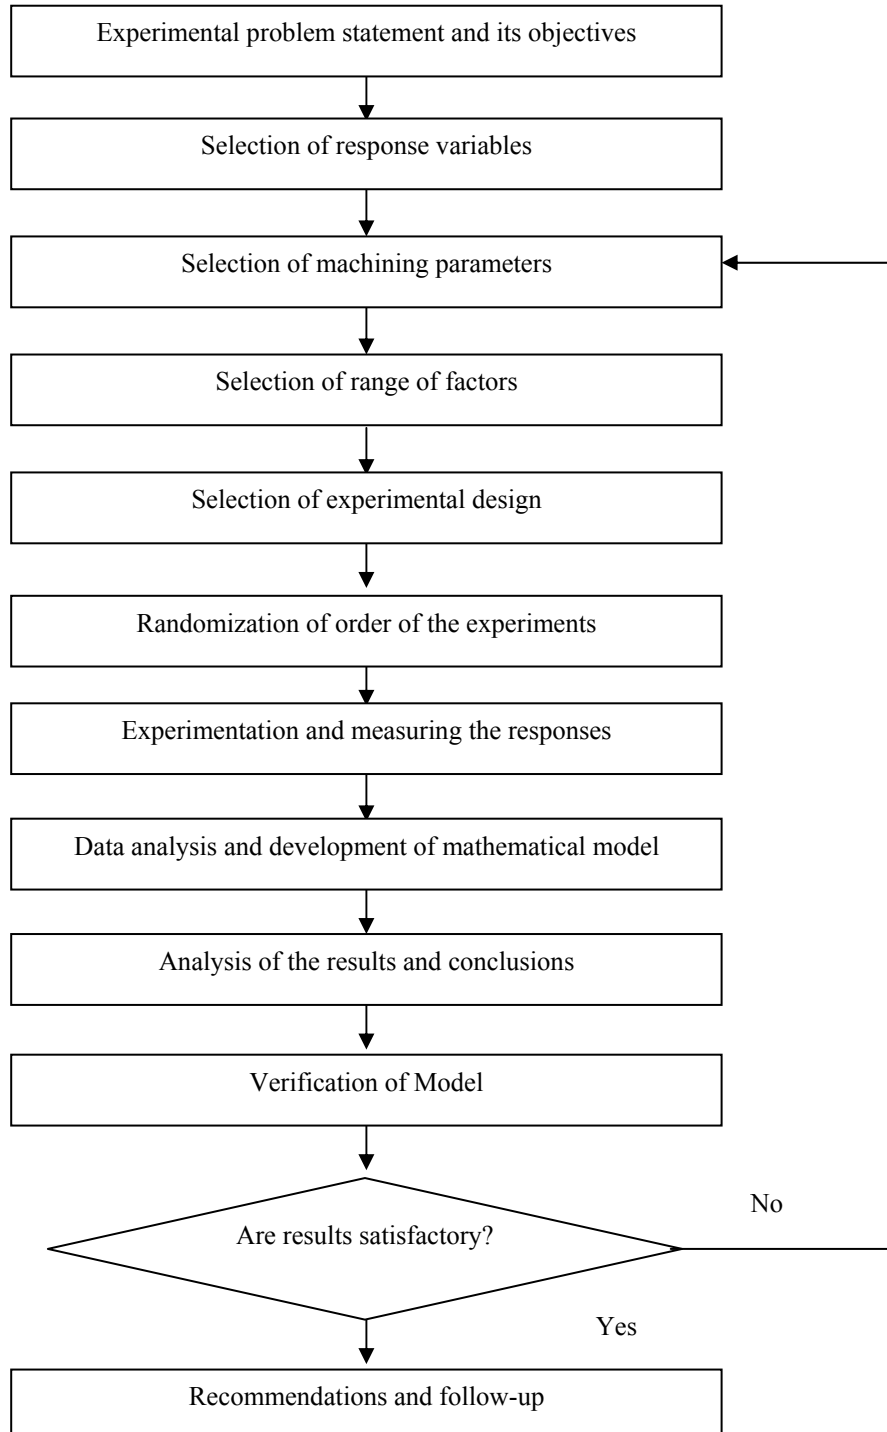 Experimental problem statement and its objectives
Selection of response variables
Selection of machining parameters
Selection of range of factors
Selection of experimental design
Randomization of order of the experiments
Experimentation and measuring the responses
Data analysis and development of mathematical model
Analysis of the results and conclusions
Verification of Model
No
Are results satisfactory?
Yes
Recommendations and follow-up